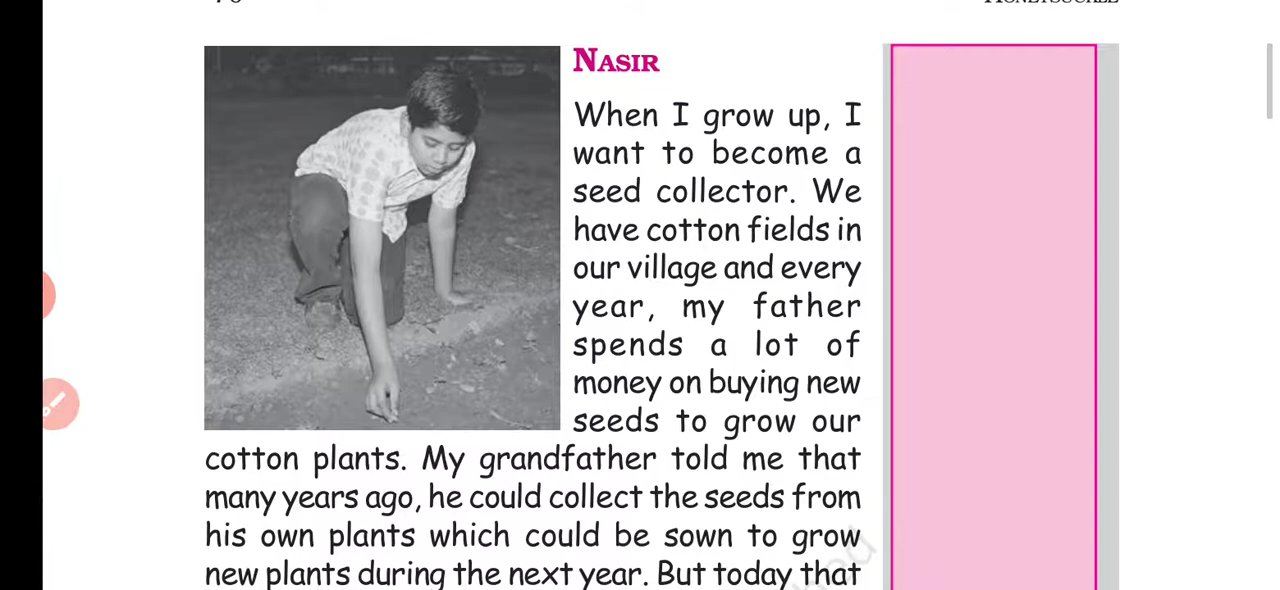 NASIR
When I grow up, I
want to become a
seed collector. We
have cotton fields in
our village and every
year, my father
spends a lot of
money on buying new
seeds to grow our
cotton plants. My grandfather told me that
many years ago, he could collect the seeds from
his own plants which could be sown to grow
new plants during the next year. But today that